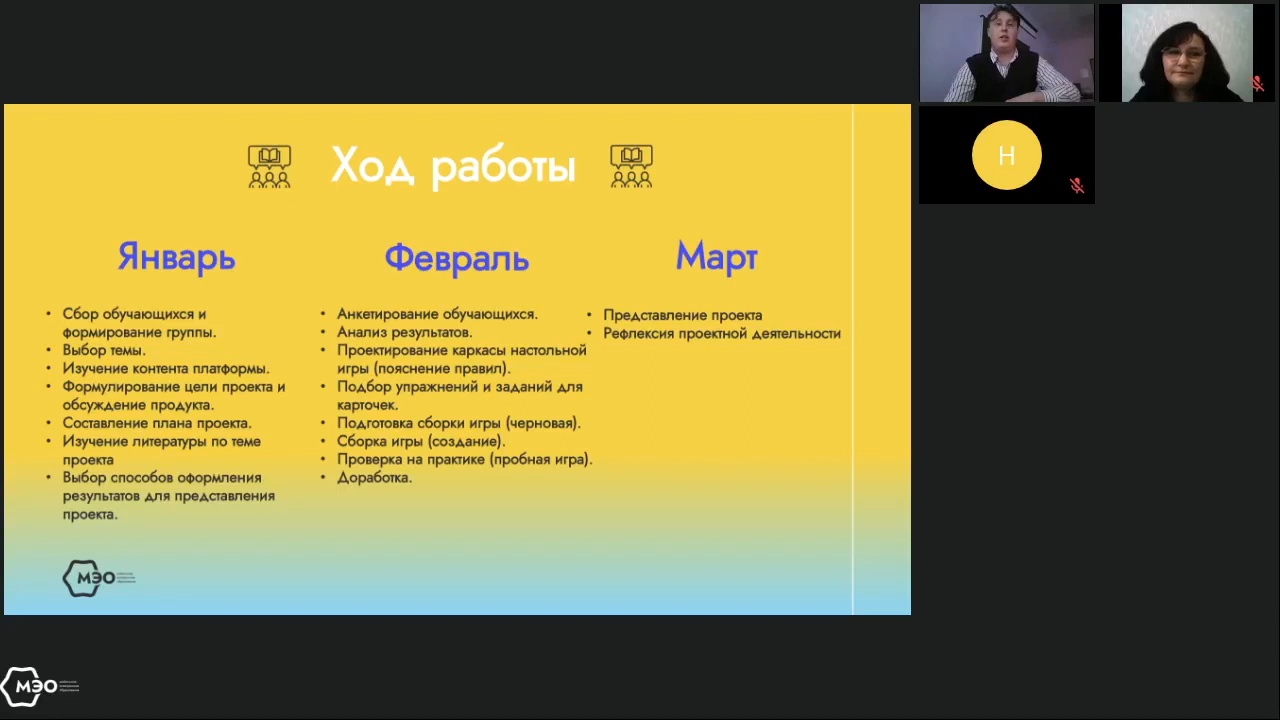 Ход работы
Январь
• Сбор обучающихся и
формирование группы.
• Выбор темы.
• Изучение контента платформы.
• Формулирование цели проекта и
обсуждение продукта.
• Составление плана проекта.
• Изучение литературы по теме
проекта
• Выбор способов оформления
результатов для представления
проекта.
Февраль
• Анкетирование обучающихся.
• Анализ результатов.
• Проектирование каркасы настольной
игры (пояснение правил).
• Подбор упражнений и заданий для
карточек.
• Подготовка сборки игры (черновая).
• Сборка игры (создание).
• Проверка на практике (пробная игра).
• Доработка.
Март
• Представление проекта
• Рефлексия проектной деятельности
МЭО
Н
МЭО